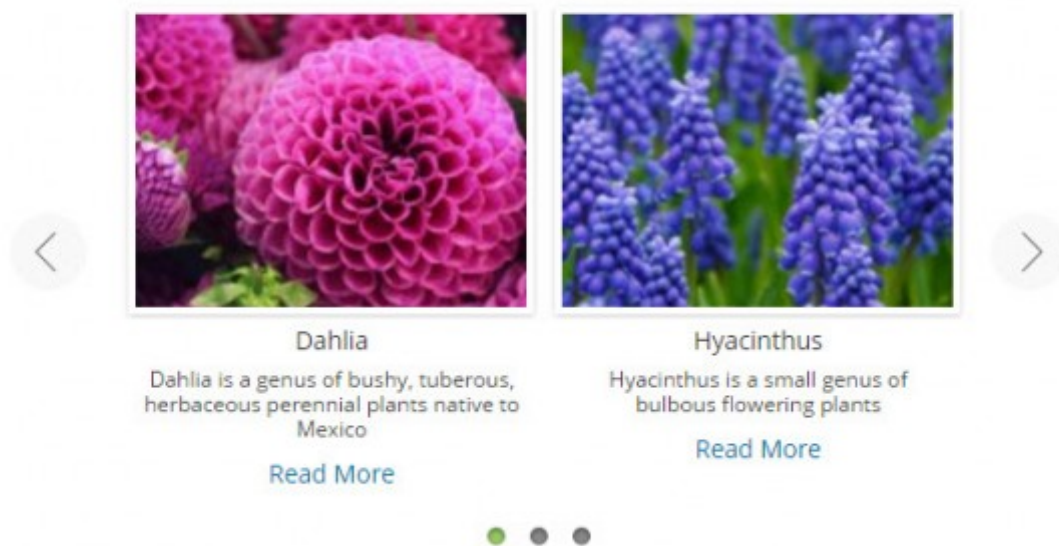 Dahlia
Dahlia is a genus of bushy, tuberous,
herbaceous perennial plants native to
Mexico
Read More
Hyacinthus
Hyacinthus is a small genus of
bulbous flowering plants
Read More